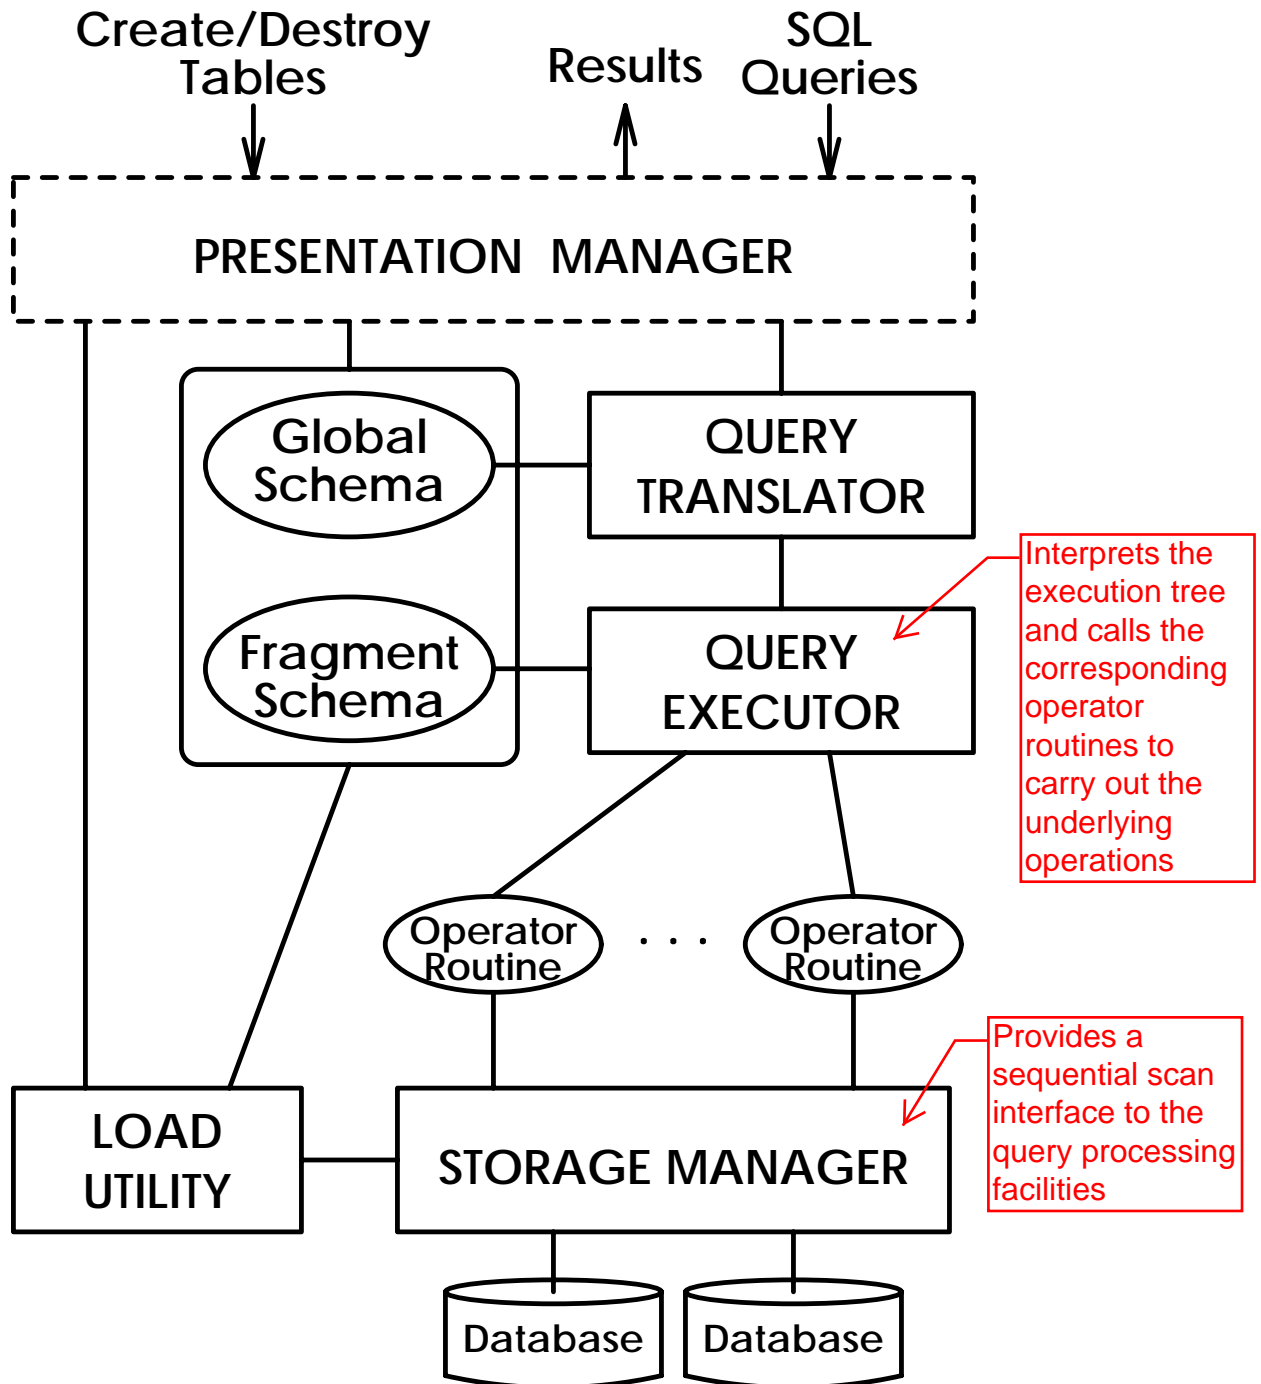 Create/Destroy
Tables
Results
SQL
Queries
PRESENTATION MANAGER
Global
Schema
QUERY
TRANSLATOR
Fragment
Schema
QUERY
EXECUTOR
Interprets the
execution tree
and calls the
corresponding
operator
routines to
carry out the
underlying
operations
Operator
Routine
. . .
Operator
Routine
LOAD
UTILITY
STORAGE MANAGER
Provides a
sequential scan
interface to the
query processing
facilities
Database
Database